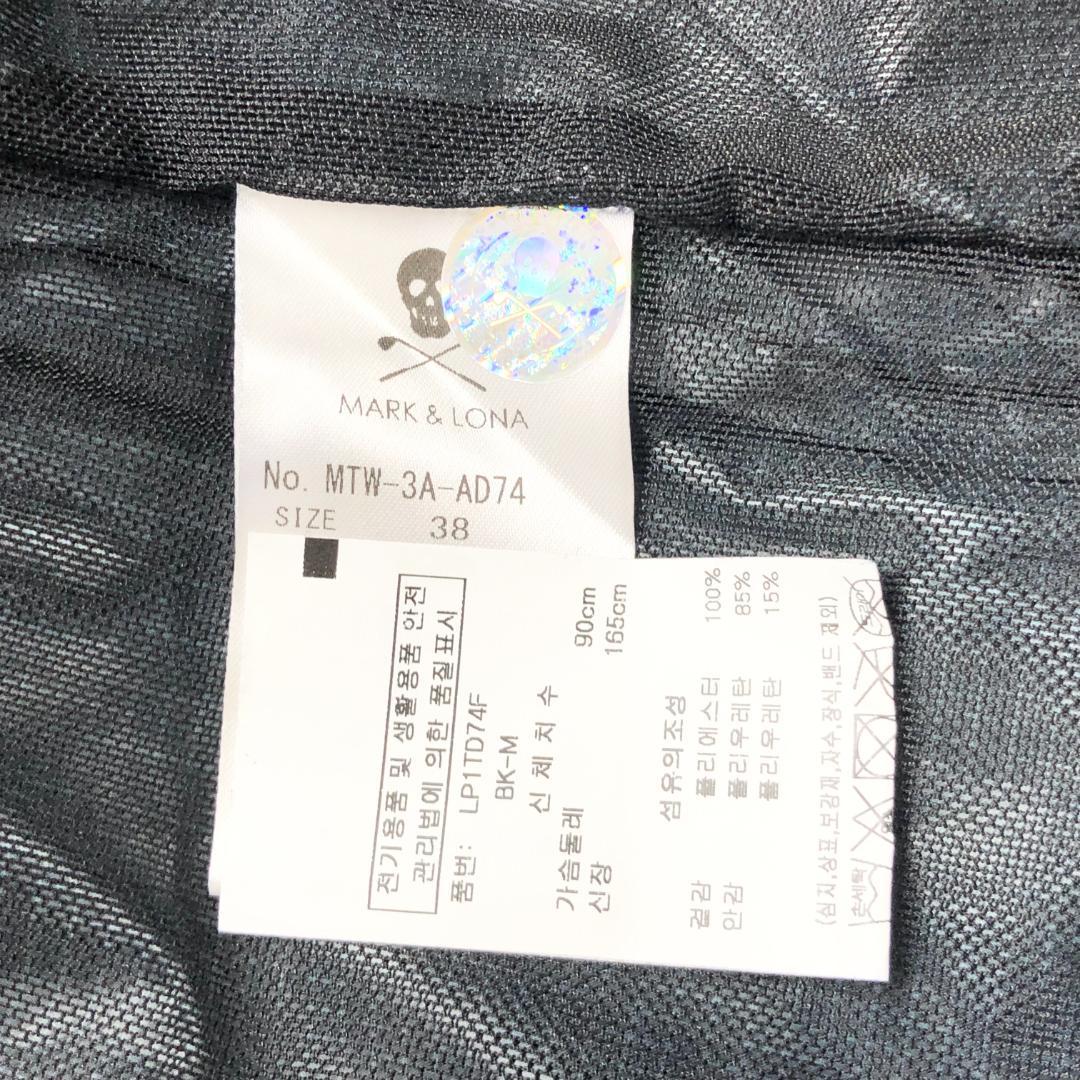 MARK & LONA
No. MTW-3A-AD74
SIZE 38
전기용품 및 생활용품 안전
관리법에 의한 품질표시
품번: LP1TD74F
BK-M
신 체 치 수
가슴둘레 90cm
신장 165cm
섬유의조성
겉감 폴리에스터 100%
안감 폴리우레탄 85%
폴리우레탄 15%
(심지,상표,보강재,자수,장식,밴드 제외)
손세탁